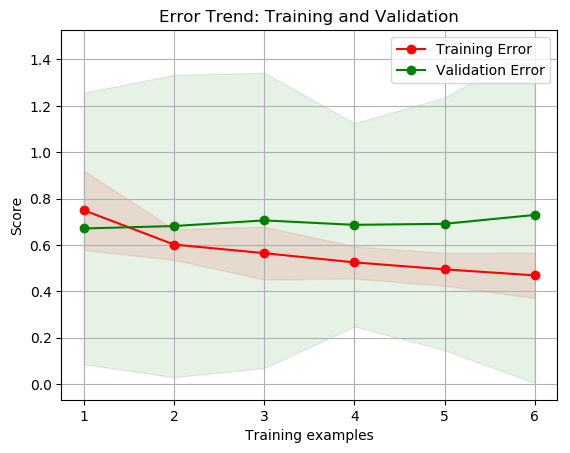 Error Trend: Training and Validation
Training Error
Validation Error
Score
1.4
1.2
1.0
0.8
0.6
0.4
0.2
0.0
1 2 3 4 5 6
Training examples